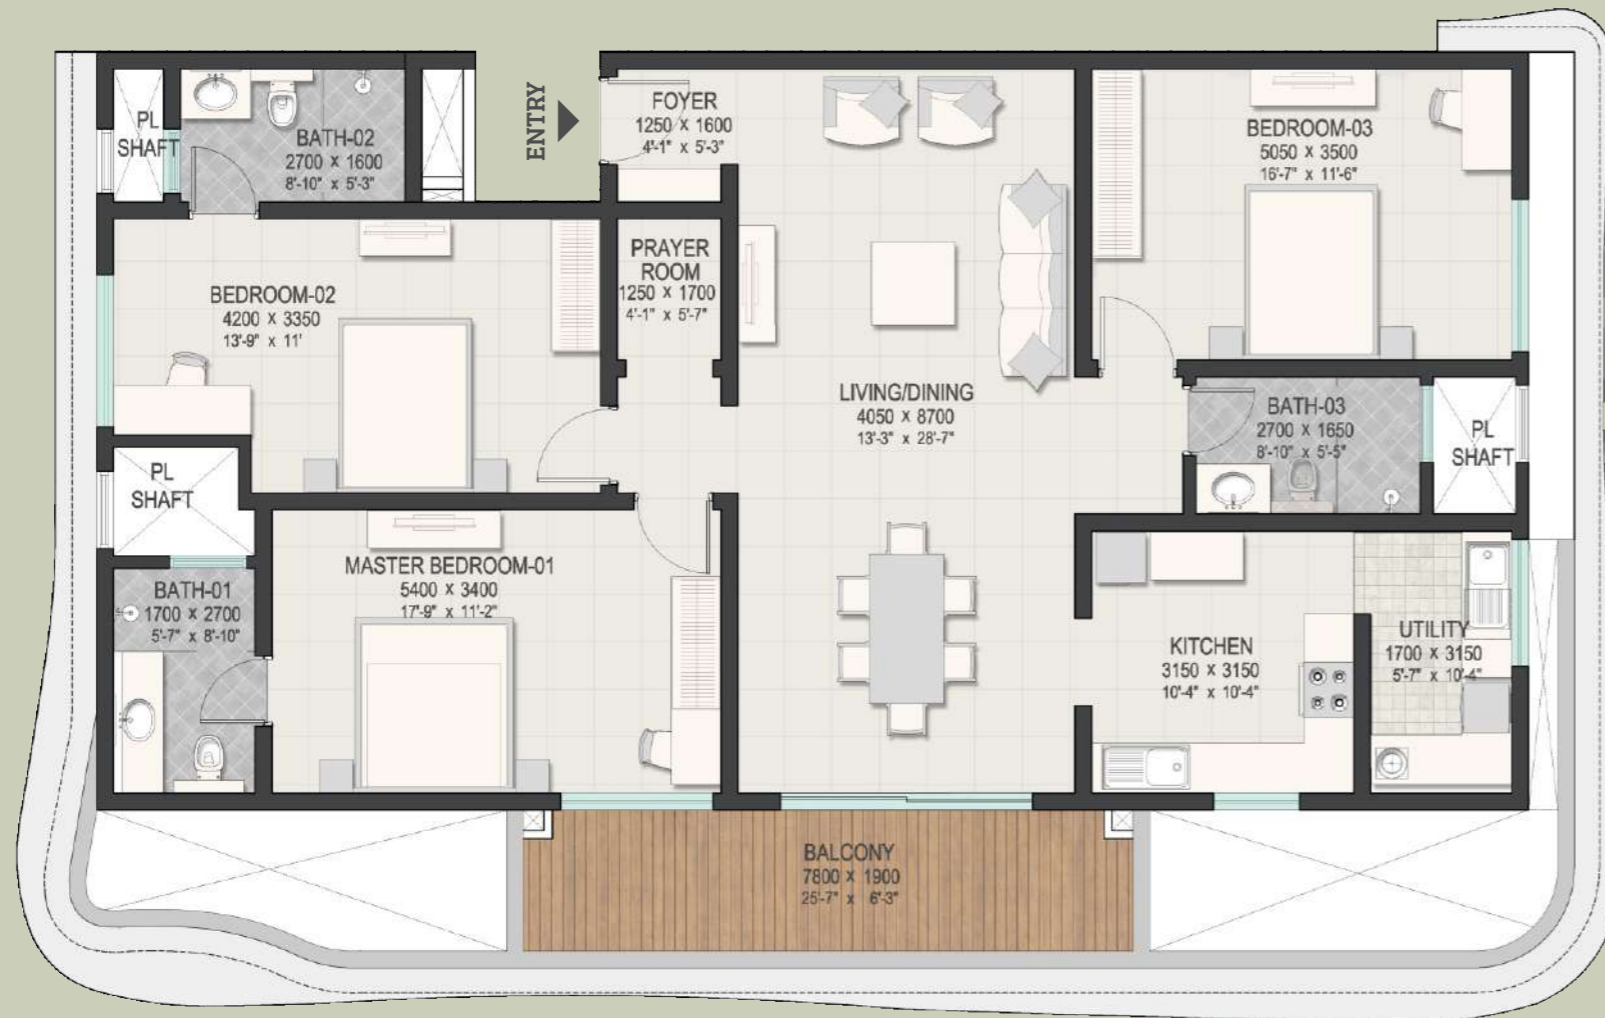 PL
SHAFT
BATH-02
2700 X 1600
8'-10" x 5'-3"
ENTRY
FOYER
1250 X 1600
4'-1" x 5'-3"
BEDROOM-03
5050 X 3500
16'-7" x 11'-6"
PRAYER
ROOM
1250 X 1700
4'-1" x 5'-7"
BEDROOM-02
4200 X 3350
13'-9" x 11'
LIVING/DINING
4050 X 8700
13'-3" x 28'-7"
BATH-03
2700 X 1650
8'-10" x 5'-5"
PL
SHAFT
PL
SHAFT
MASTER BEDROOM-01
5400 X 3400
17'-9" x 11'-2"
BATH-01
1700 X 2700
5'-7" x 8'-10"
KITCHEN
3150 X 3150
10'-4" x 10'-4"
UTILITY
1700 X 3150
5'-7" x 10'-4"
BALCONY
7800 X 1900
25'-7" x 6'-3"